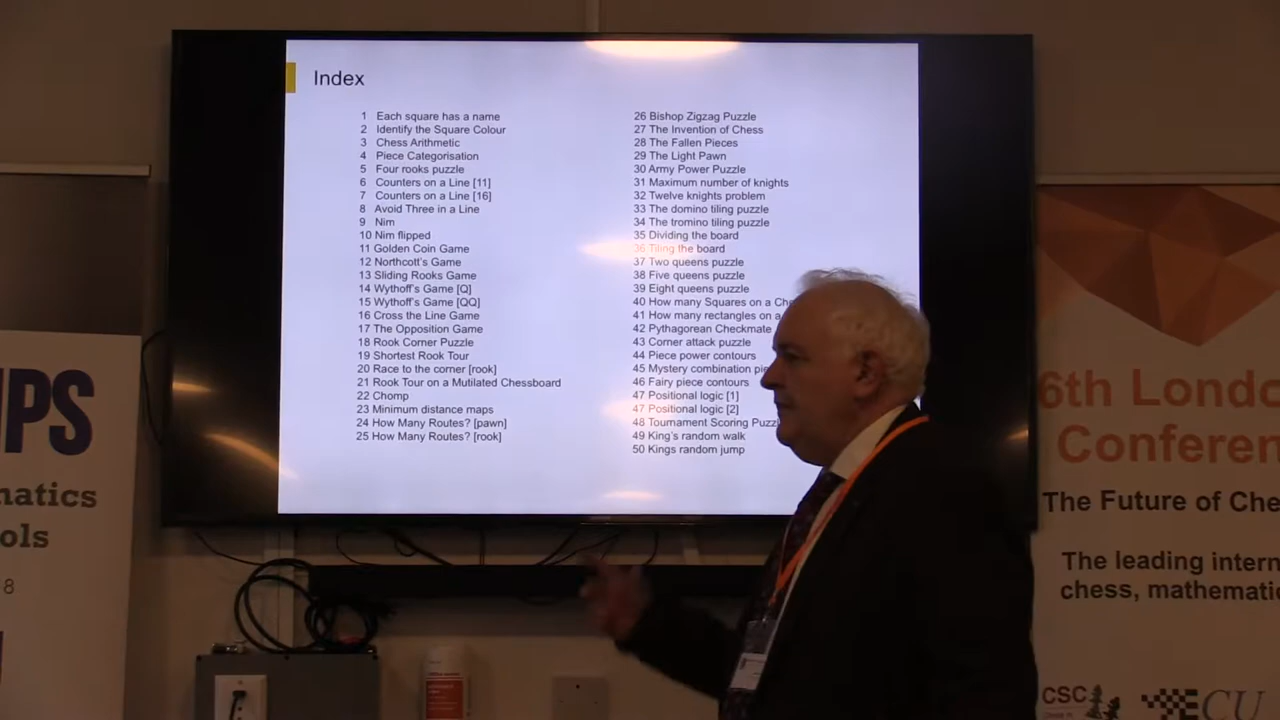 Index
1 Each square has a name
2 Identify the Square Colour
3 Chess Arithmetic
4 Piece Categorisation
5 Four rooks puzzle
6 Counters on a Line [11]
7 Counters on a Line [16]
8 Avoid Three in a Line
9 Nim
10 Nim flipped
11 Golden Coin Game
12 Northcott's Game
13 Sliding Rooks Game
14 Wythoff's Game [Q]
15 Wythoff's Game [QQ]
16 Cross the Line Game
17 The Opposition Game
18 Rook Corner Puzzle
19 Shortest Rook Tour
20 Race to the corner [rook]
21 Rook Tour on a Mutilated Chessboard
22 Chomp
23 Minimum distance maps
24 How Many Routes? [pawn]
25 How Many Routes? [rook]
26 Bishop Zigzag Puzzle
27 The Invention of Chess
28 The Fallen Pieces
29 The Light Pawn
30 Army Power Puzzle
31 Maximum number of knights
32 Twelve knights problem
33 The domino tiling puzzle
34 The tromino tiling puzzle
35 Dividing the board
36 Tiling the board
37 Two queens puzzle
38 Five queens puzzle
39 Eight queens puzzle
40 How many Squares on a Che
41 How many rectangles on a
42 Pythagorean Checkmate
43 Corner attack puzzle
44 Piece power contours
45 Mystery combination pie
46 Fairy piece contours
47 Positional logic [1]
47 Positional logic [2]
48 Tournament Scoring Puzz
49 King's random walk
50 Kings random jump
PS
natics
ols
8
6th Londo
Conferen
The Future of Che
The leading intern
chess, mathemati
CSC
ECU